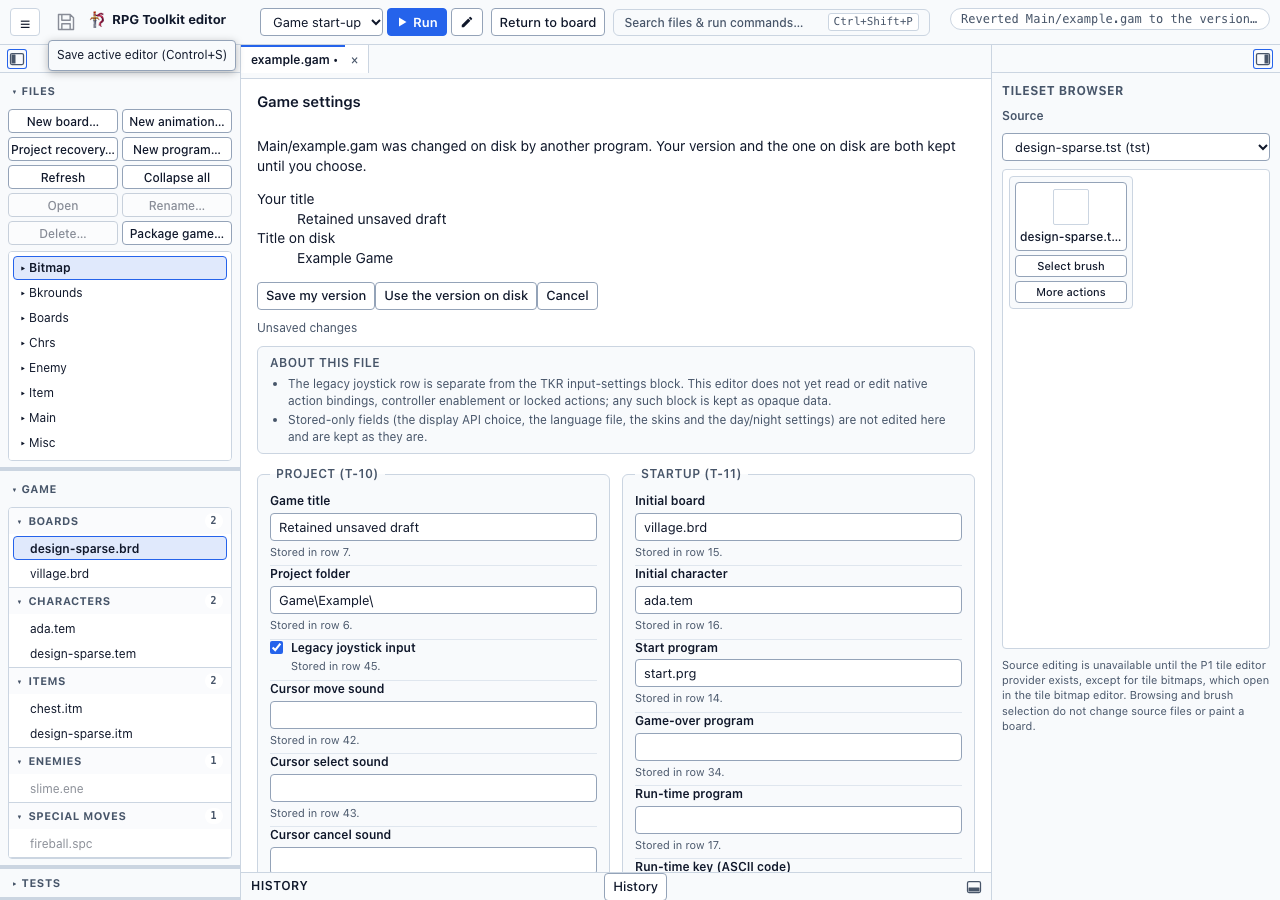 RPG Toolkit editor
Game start-up
Run
Return to board
Search files & run commands...
Ctrl+Shift+P
Reverted Main/example.gam to the version…
Save active editor (Control+S)
example.gam •
×
FILES
New board...
New animation...
Project recovery...
New program...
Refresh
Collapse all
Open
Rename...
Delete...
Package game...
Bitmap
Bkrounds
Boards
Chrs
Enemy
Item
Main
Misc
GAME
BOARDS
2
design-sparse.brd
village.brd
CHARACTERS
2
ada.tem
design-sparse.tem
ITEMS
2
chest.itm
design-sparse.itm
ENEMIES
1
slime.ene
SPECIAL MOVES
1
fireball.spc
TESTS
Game settings
Main/example.gam was changed on disk by another program. Your version and the one on disk are both kept
until you choose.
Your title
Retained unsaved draft
Title on disk
Example Game
Save my version
Use the version on disk
Cancel
Unsaved changes
ABOUT THIS FILE
• The legacy joystick row is separate from the TKR input-settings block. This editor does not yet read or edit native
action bindings, controller enablement or locked actions; any such block is kept as opaque data.
• Stored-only fields (the display API choice, the language file, the skins and the day/night settings) are not edited here
and are kept as they are.
PROJECT (T-10)
Game title
Retained unsaved draft
Stored in row 7.
Project folder
Game\Example\
Stored in row 6.
Legacy joystick input
Stored in row 45.
Cursor move sound
Stored in row 42.
Cursor select sound
Stored in row 43.
Cursor cancel sound
STARTUP (T-11)
Initial board
village.brd
Stored in row 15.
Initial character
ada.tem
Stored in row 16.
Start program
start.prg
Stored in row 14.
Game-over program
Stored in row 34.
Run-time program
Stored in row 17.
Run-time key (ASCII code)
HISTORY
History
TILESET BROWSER
Source
design-sparse.tst (tst)
design-sparse.t...
Select brush
More actions
Source editing is unavailable until the P1 tile editor
provider exists, except for tile bitmaps, which open
in the tile bitmap editor. Browsing and brush
selection do not change source files or paint a
board.